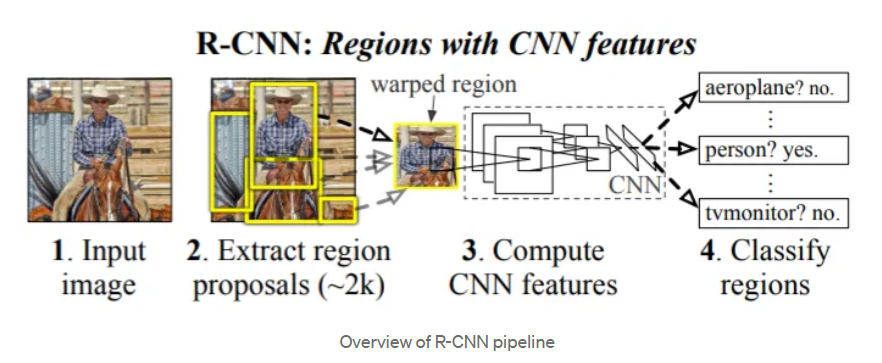 R-CNN: Regions with CNN features
warped region
aeroplane? no.
person? yes.
tvmonitor? no.
CNN
1. Input
image
2. Extract region
proposals (~2k)
3. Compute
CNN features
4. Classify
regions
Overview of R-CNN pipeline